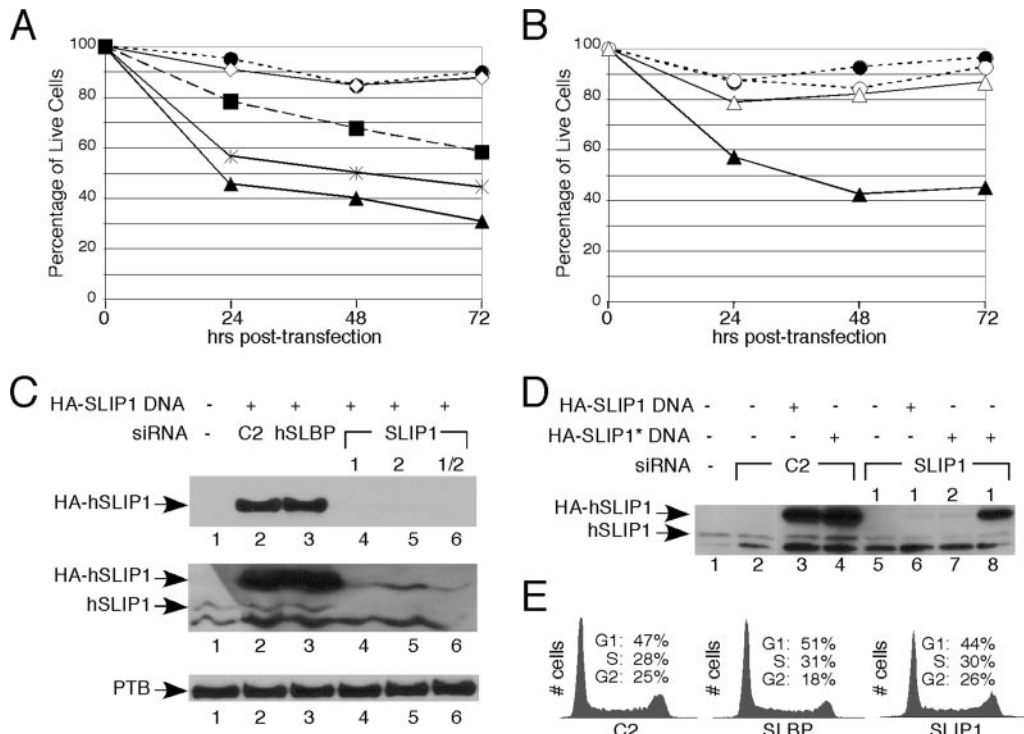 A
Percentage of Live Cells
100
80
60
40
20
0
0 24 48 72
hrs post-transfection
B
Percentage of Live Cells
100
80
60
40
20
0
0 24 48 72
hrs post-transfection
C
HA-SLIP1 DNA - + + + + +
siRNA - C2 hSLBP SLIP1
1 2 1/2
HA-hSLIP1
1 2 3 4 5 6
HA-hSLIP1
hSLIP1
1 2 3 4 5 6
PTB
1 2 3 4 5 6
D
HA-SLIP1 DNA - - + - - + - -
HA-SLIP1* DNA - - - + - - + +
siRNA - C2 SLIP1
1 1 2 1
HA-hSLIP1
hSLIP1
1 2 3 4 5 6 7 8
E
# cells
G1: 47%
S: 28%
G2: 25%
C2
# cells
G1: 51%
S: 31%
G2: 18%
SLBP
# cells
G1: 44%
S: 30%
G2: 26%
SLIP1